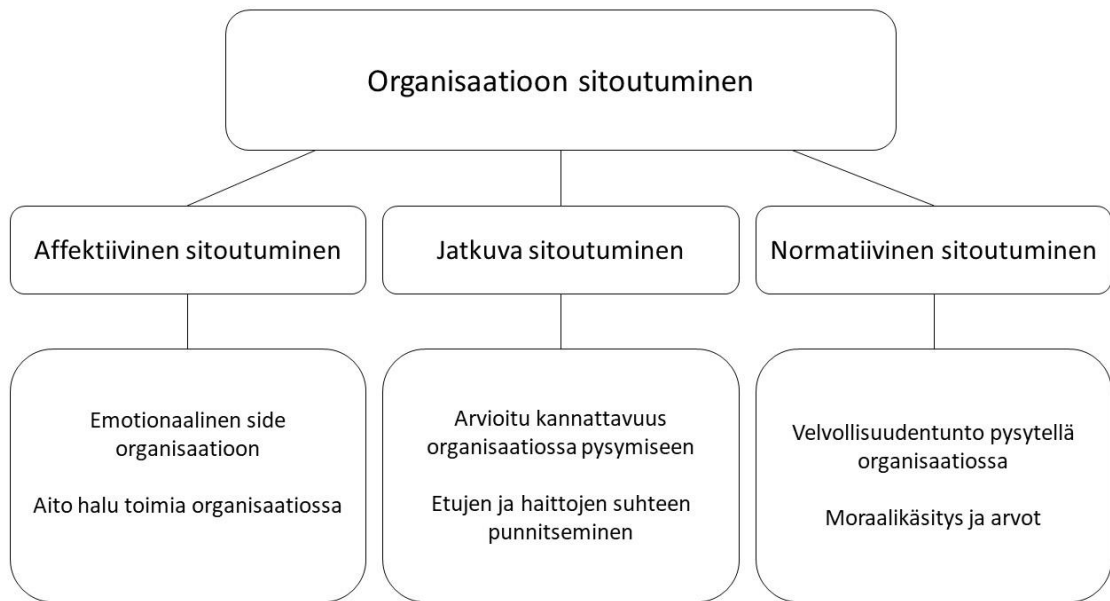 Organisaatioon sitoutuminen
Affektiivinen sitoutuminen
Jatkuva sitoutuminen
Normatiivinen sitoutuminen
Emotionaalinen side
organisaatioon
Aito halu toimia organisaatiossa
Arvioitu kannattavuus
organisaatiossa pysymiseen
Etujen ja haittojen suhteen
punnitseminen
Velvollisuudentunto pysytellä
organisaatiossa
Moraalikäsitys ja arvot